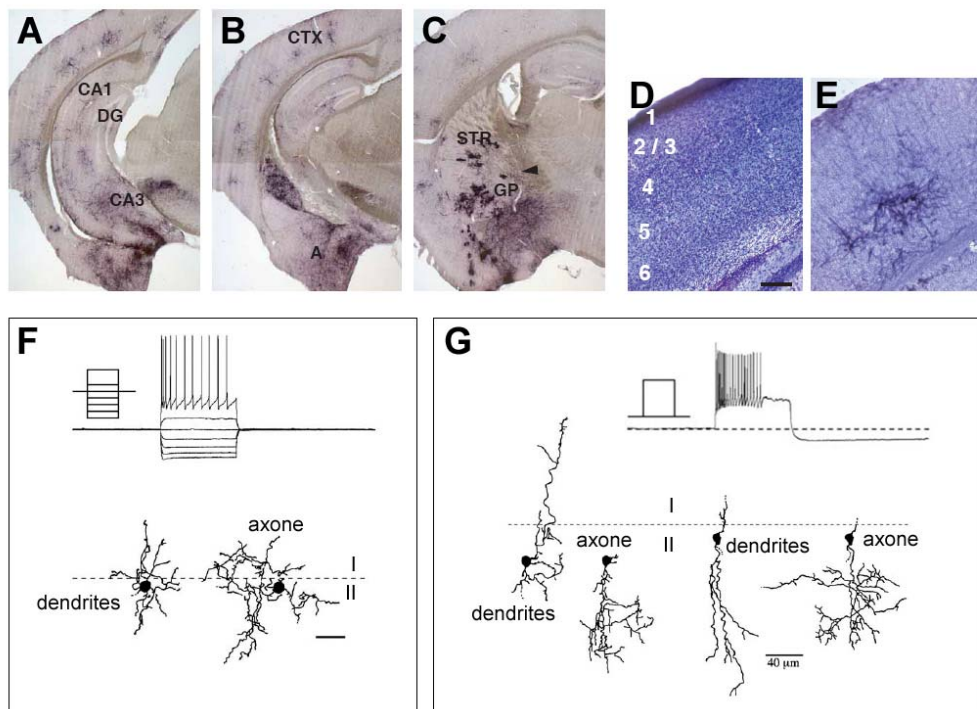 A
B
C
CTX
CA1
DG
CA3
A
STR
GP
D
E
1
2 / 3
4
5
6
F
axone
I
II
dendrites
G
I
II
axone
dendrites
dendrites
axone
40 µm